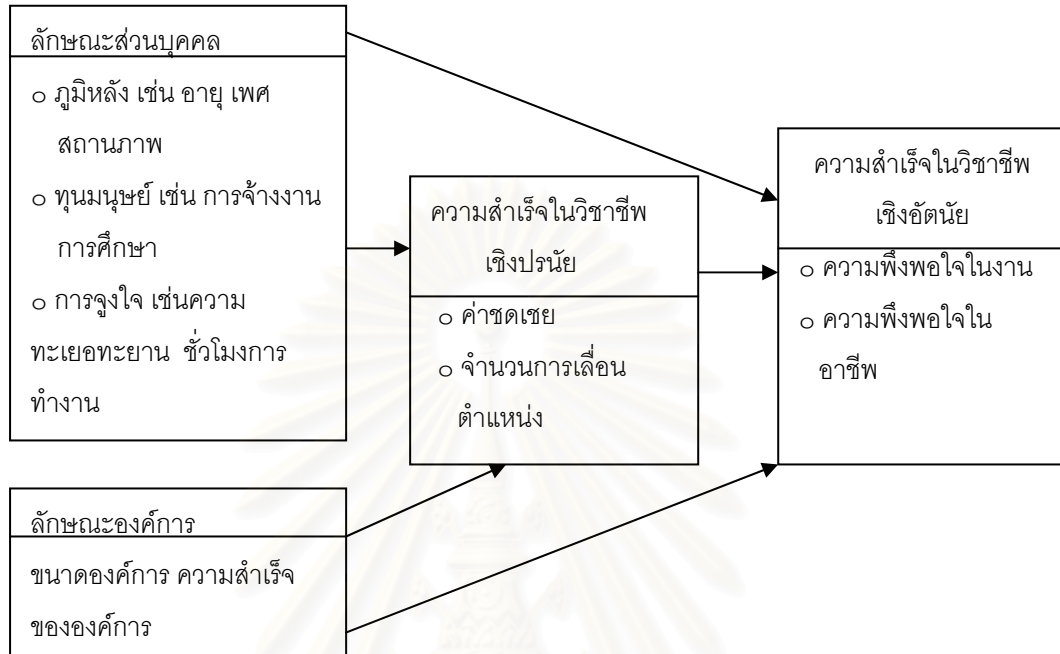 ลักษณะส่วนบุคคล
o ภูมิหลัง เช่น อายุ เพศ
สถานภาพ
o ทุนมนุษย์ เช่น การจ้างงาน
การศึกษา
o การจูงใจ เช่นความ
ทะเยอทะยาน ชั่วโมงการ
ทำงาน
ลักษณะองค์การ
ขนาดองค์การ ความสำเร็จ
ขององค์การ
ความสำเร็จในวิชาชีพ
เชิงปรนัย
o ค่าชดเชย
o จำนวนการเลื่อน
ตำแหน่ง
ความสำเร็จในวิชาชีพ
เชิงอัตนัย
o ความพึงพอใจในงาน
o ความพึงพอใจใน
อาชีพ